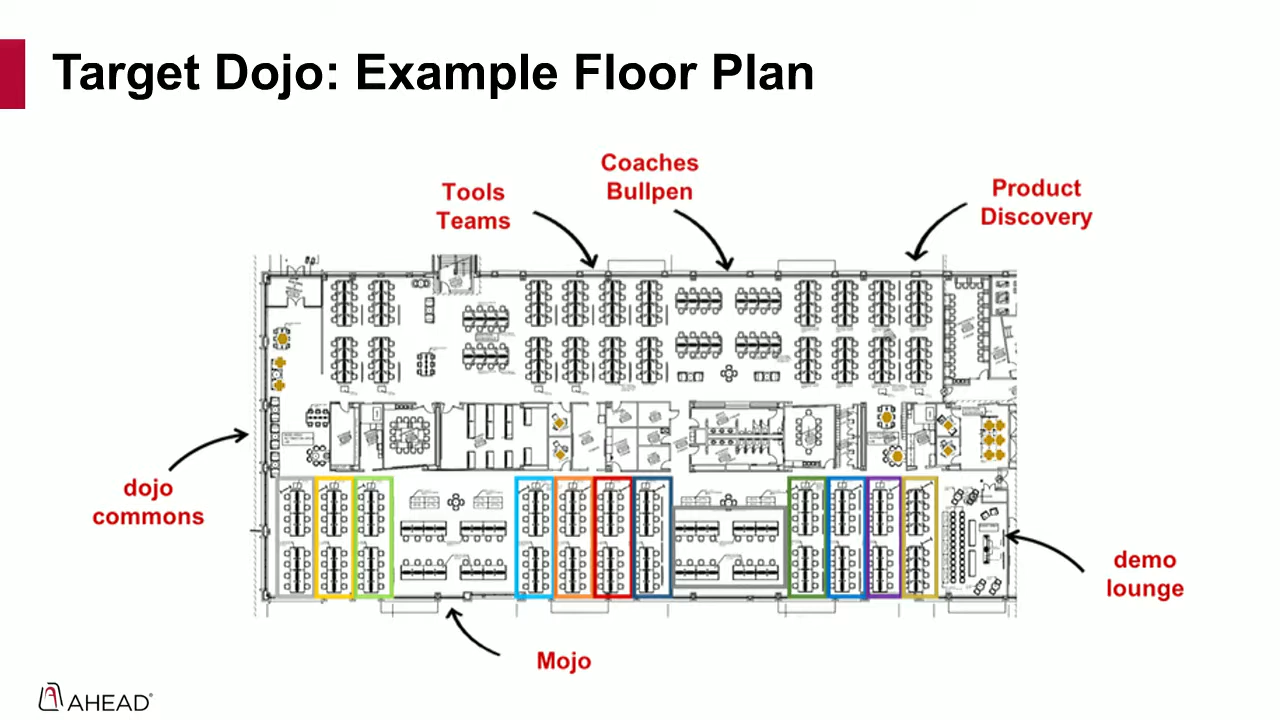 Target Dojo: Example Floor Plan
Coaches
Bullpen
Tools
Teams
Product
Discovery
dojo
commons
demo
lounge
Mojo
AHEAD